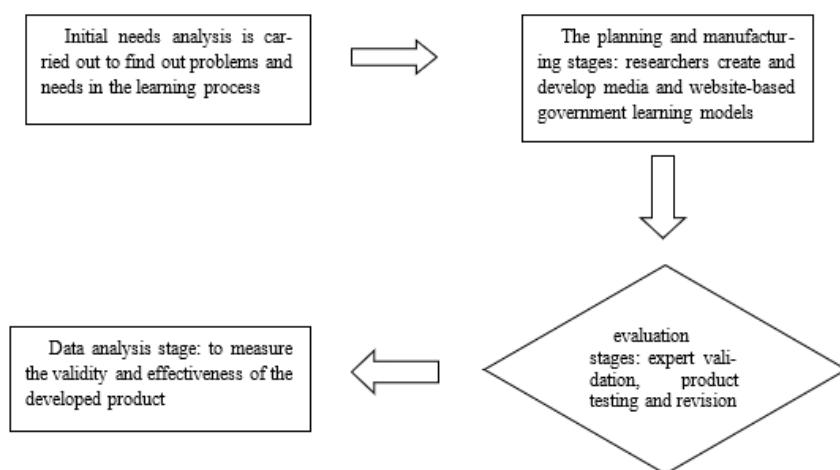 Initial needs analysis is car-
ried out to find out problems and
needs in the learning process
The planning and manufactur-
ing stages: researchers create and
develop media and website-based
government learning models
evaluation
stages: expert vali-
dation, product
testing and revision
Data analysis stage: to measure
the validity and effectiveness of the
developed product